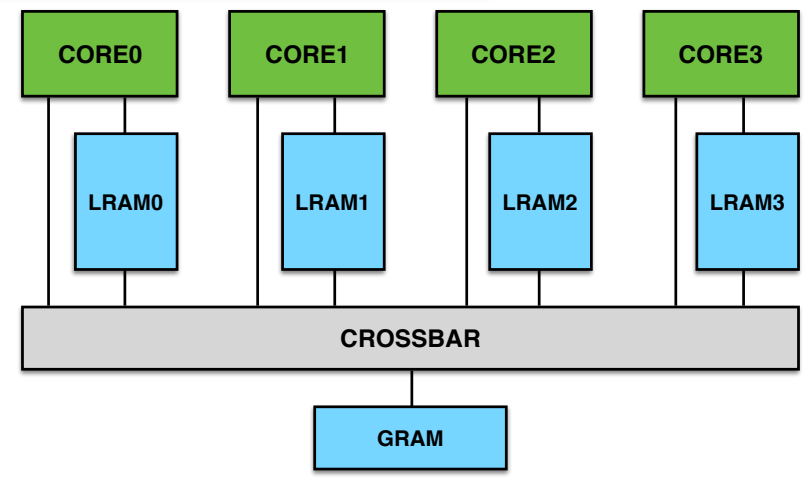 CORE0
CORE1
CORE2
CORE3
LRAM0
LRAM1
LRAM2
LRAM3
CROSSBAR
GRAM